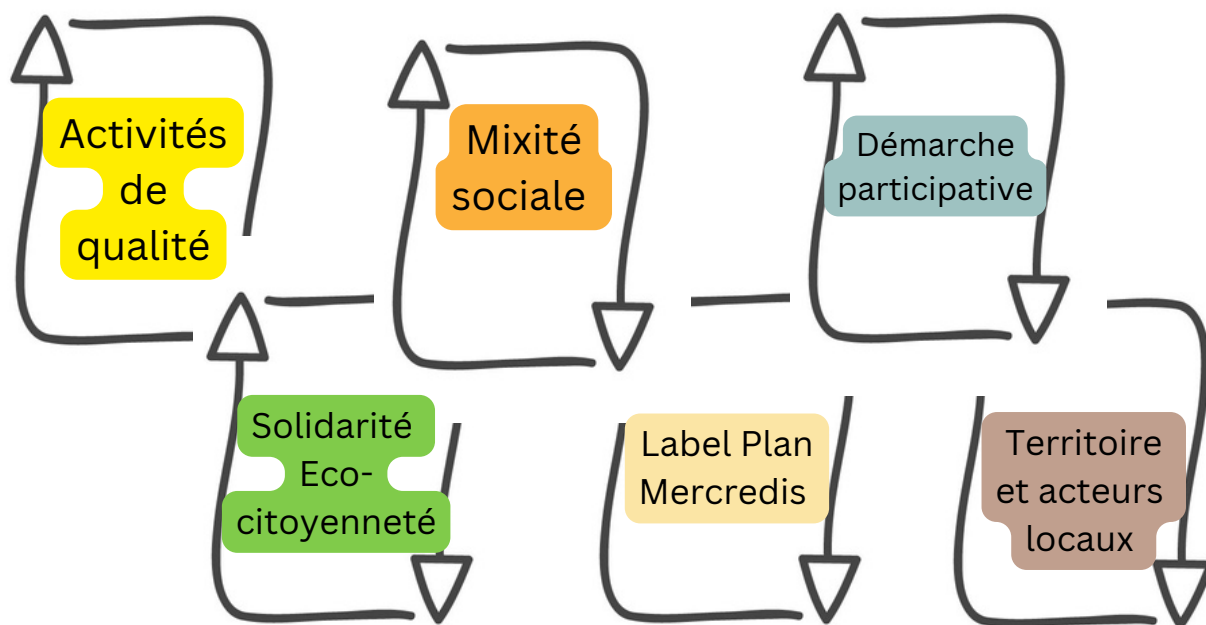 Activités
de
qualité
Mixité
sociale
Démarche
participative
Solidarité
Eco-
citoyenneté
Label Plan
Mercredis
Territoire
et acteurs
locaux